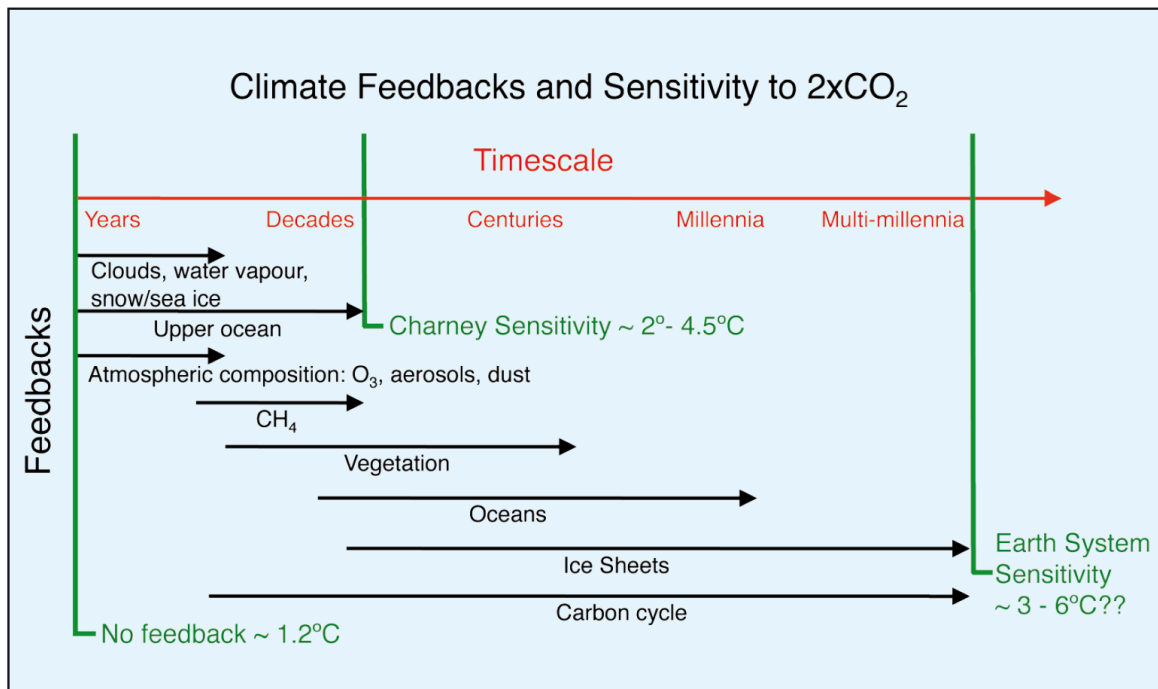 Climate Feedbacks and Sensitivity to 2xCO₂
Timescale
Years
Decades
Centuries
Millennia
Multi-millennia
Feedbacks
Clouds, water vapour,
snow/sea ice
Upper ocean
Charney Sensitivity ~ 2º- 4.5ºC
Atmospheric composition: O₃, aerosols, dust
CH₄
Vegetation
Oceans
Ice Sheets
Earth System
Sensitivity
~ 3 - 6ºC??
Carbon cycle
No feedback ~ 1.2ºC